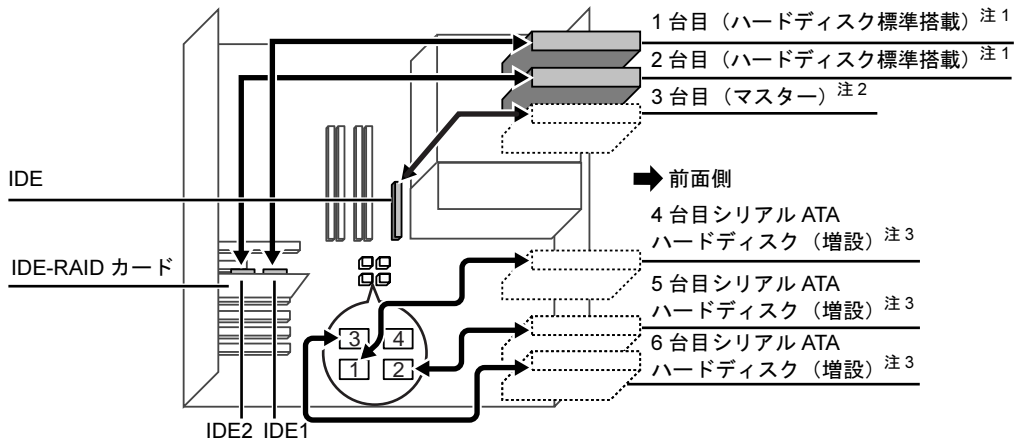 1 台目（ハードディスク標準搭載）注 1
2 台目（ハードディスク標準搭載）注 1
3 台目（マスター）注 2
IDE
前面側
4 台目シリアル ATA
ハードディスク（増設）注 3
IDE-RAID カード
5 台目シリアル ATA
ハードディスク（増設）注 3
3 4
1 2
6 台目シリアル ATA
ハードディスク（増設）注 3
IDE2 IDE1